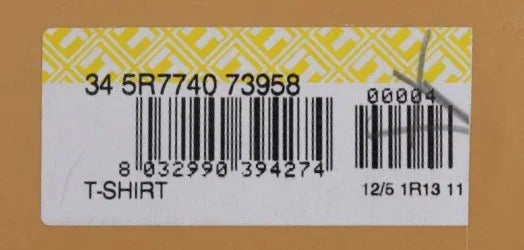 34 5R7740 73958
00004
8 032990 394274
T-SHIRT
12/5 1R13 11